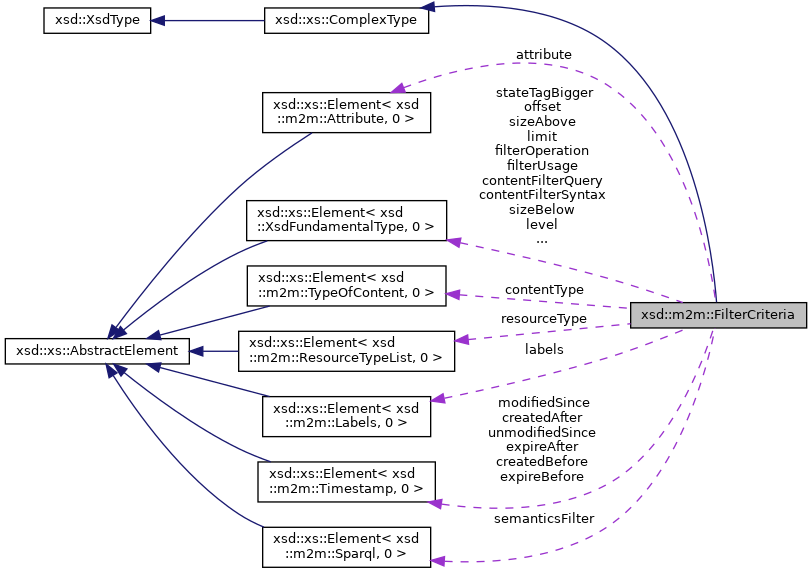 xsd::XsdType
xsd::xs::ComplexType
attribute
xsd::xs::Element< xsd
::m2m::Attribute, 0 >
stateTagBigger
offset
sizeAbove
limit
filterOperation
filterUsage
contentFilterQuery
contentFilterSyntax
sizeBelow
level
...
xsd::xs::Element< xsd
::XsdFundamentalType, 0 >
xsd::xs::Element< xsd
::m2m::TypeOfContent, 0 >
contentType
xsd::m2m::FilterCriteria
resourceType
xsd::xs::AbstractElement
xsd::xs::Element< xsd
::m2m::ResourceTypeList, 0 >
labels
xsd::xs::Element< xsd
::m2m::Labels, 0 >
modifiedSince
createdAfter
unmodifiedSince
expireAfter
createdBefore
expireBefore
xsd::xs::Element< xsd
::m2m::Timestamp, 0 >
semanticsFilter
xsd::xs::Element< xsd
::m2m::Sparql, 0 >